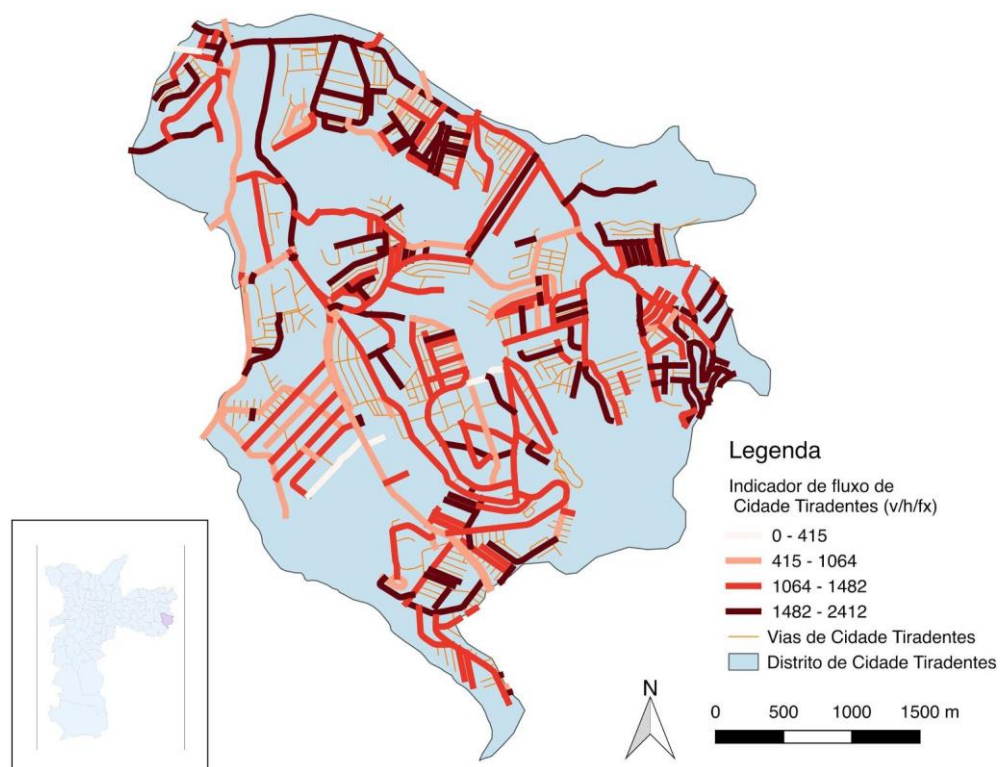 Legenda
Indicador de fluxo de
Cidade Tiradentes (v/h/fx)
0 - 415
415 - 1064
1064 - 1482
1482 - 2412
Vias de Cidade Tiradentes
Distrito de Cidade Tiradentes
N
0 500 1000 1500 m